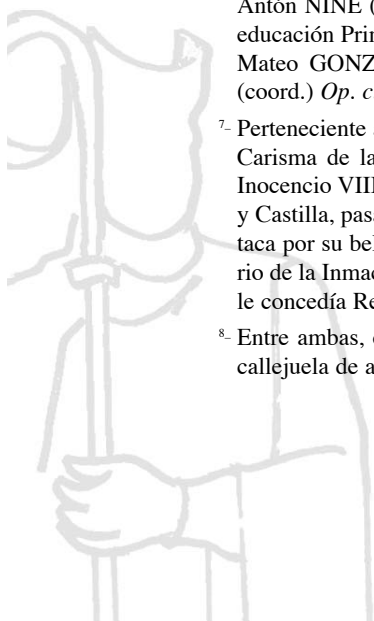 Antón NINE (
educación Prin
Mateo GONZ
(coord.) Op. c
7- Perteneciente
Carisma de la
Inocencio VIII
y Castilla, pasa
taca por su bel
rio de la Inmac
le concedía Re
8- Entre ambas,
callejuela de a